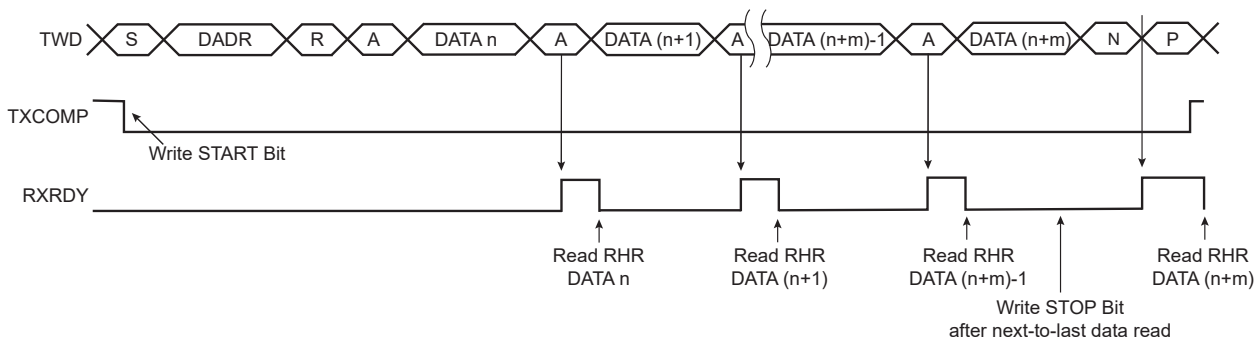 TWD S DADR R A DATA n A DATA (n+1) A DATA (n+m)-1 A DATA (n+m) N P
TXCOMP
Write START Bit
RXRDY
Read RHR Read RHR Read RHR Read RHR
DATA n DATA (n+1) DATA (n+m)-1 DATA (n+m)
Write STOP Bit
after next-to-last data read